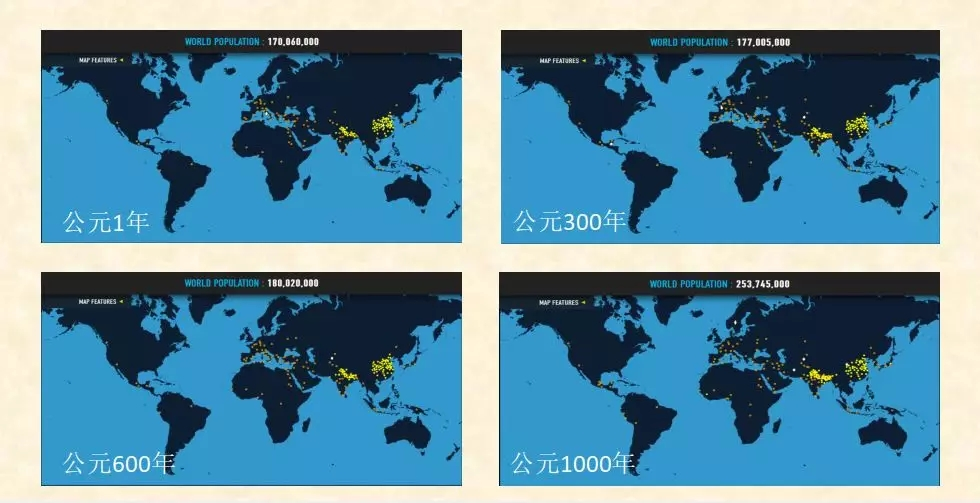 WORLD POPULATION : 170,060,000
MAP FEATURES
公元1年
WORLD POPULATION : 177,005,000
MAP FEATURES
公元300年
WORLD POPULATION : 180,020,000
MAP FEATURES
公元600年
WORLD POPULATION : 253,745,000
MAP FEATURES
公元1000年